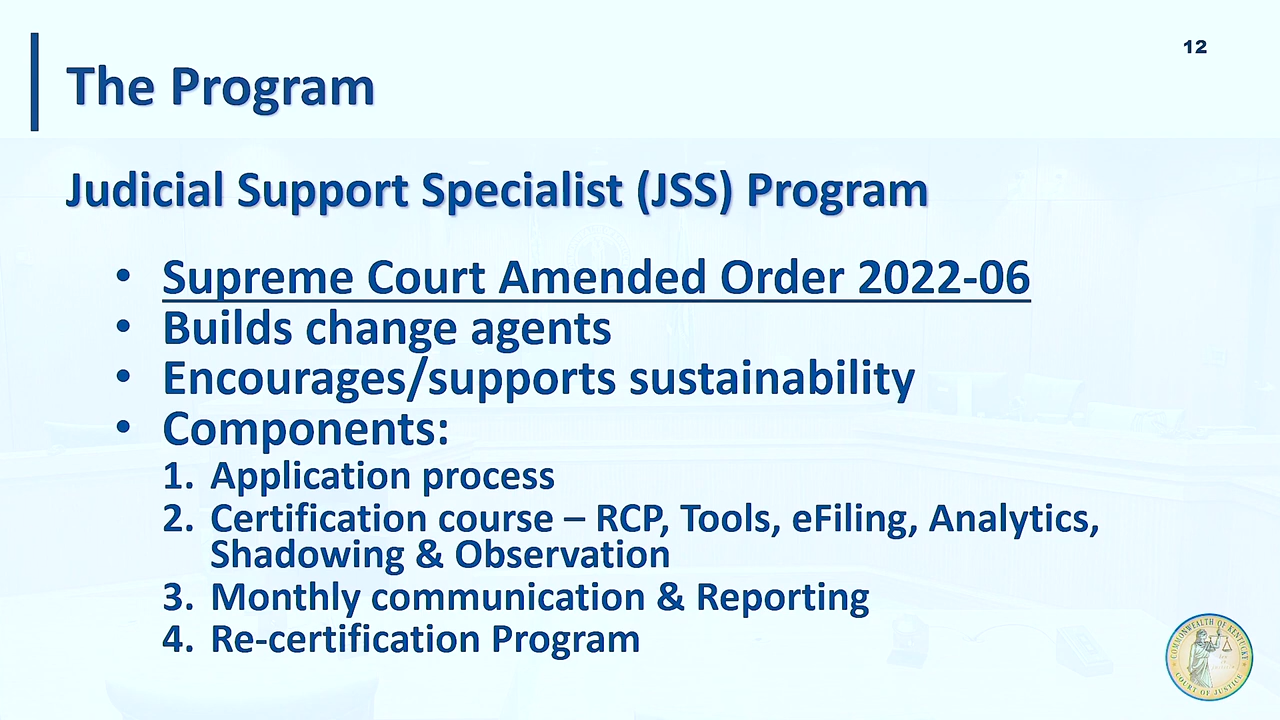 12
The Program
Judicial Support Specialist (JSS) Program
• Supreme Court Amended Order 2022-06
• Builds change agents
• Encourages/supports sustainability
• Components:
1. Application process
2. Certification course – RCP, Tools, eFiling, Analytics,
Shadowing & Observation
3. Monthly communication & Reporting
4. Re-certification Program
COMMONWEALTH OF KENTUCKY
COURT OF JUSTICE